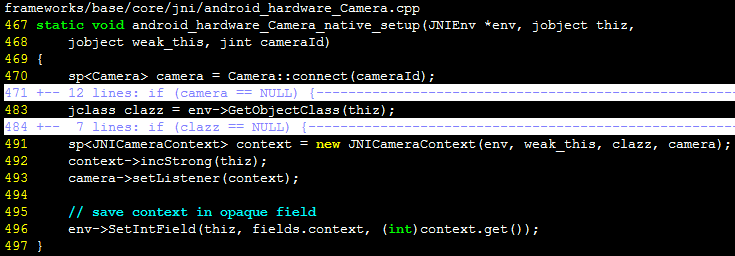 frameworks/base/core/jni/android_hardware_Camera.cpp
467 static void android_hardware_Camera_native_setup(JNIEnv *env, jobject thiz,
468     jobject weak_this, jint cameraId)
469 {
470     sp<Camera> camera = Camera::connect(cameraId);
471 +-- 12 lines: if (camera == NULL) {--------------------------------------------------------
483     jclass clazz = env->GetObjectClass(thiz);
484 +--  7 lines: if (clazz == NULL) {---------------------------------------------------------
491     sp<JNICameraContext> context = new JNICameraContext(env, weak_this, clazz, camera);
492     context->incStrong(thiz);
493     camera->setListener(context);
494
495     // save context in opaque field
496     env->SetIntField(thiz, fields.context, (int)context.get());
497 }